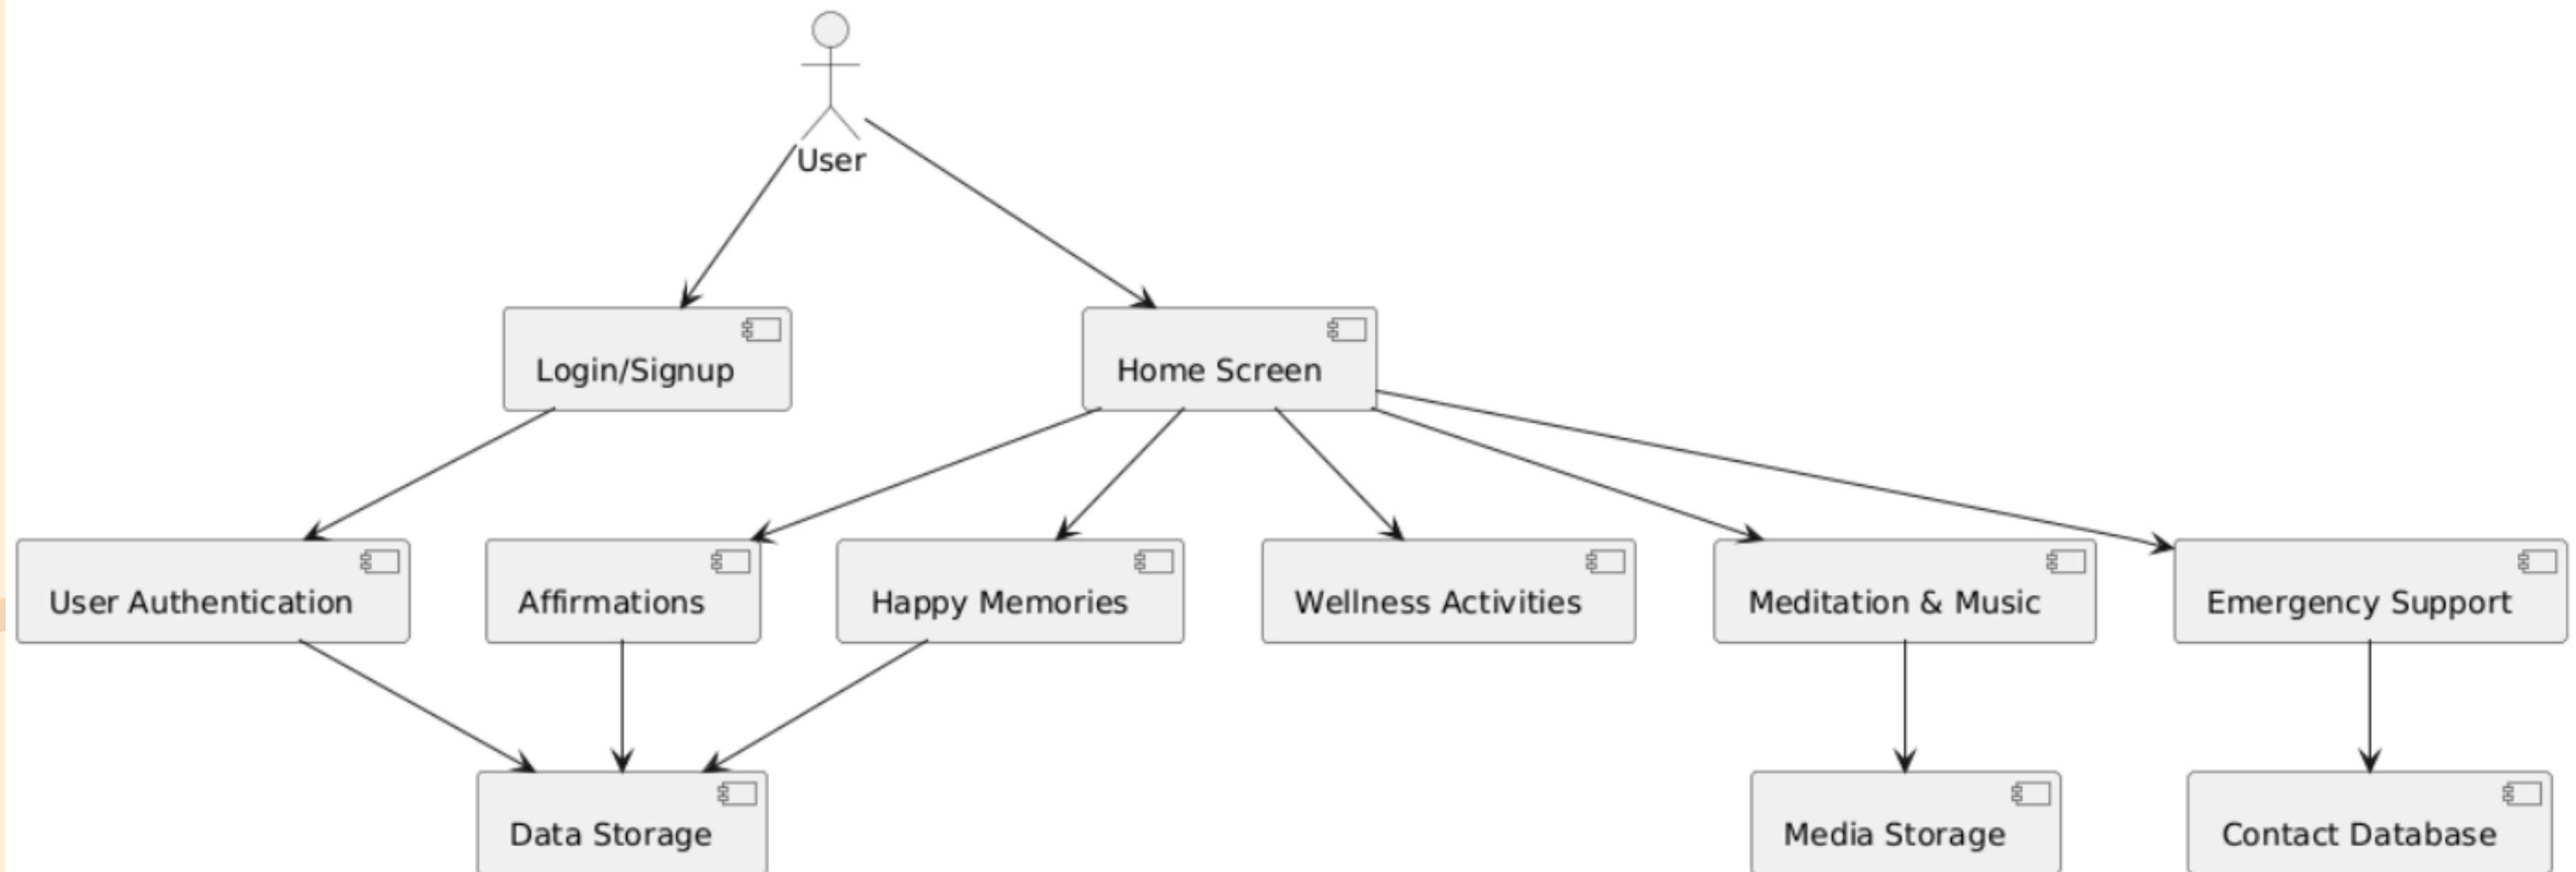 User
Login/Signup
Home Screen
User Authentication
Affirmations
Happy Memories
Wellness Activities
Meditation & Music
Emergency Support
Data Storage
Media Storage
Contact Database